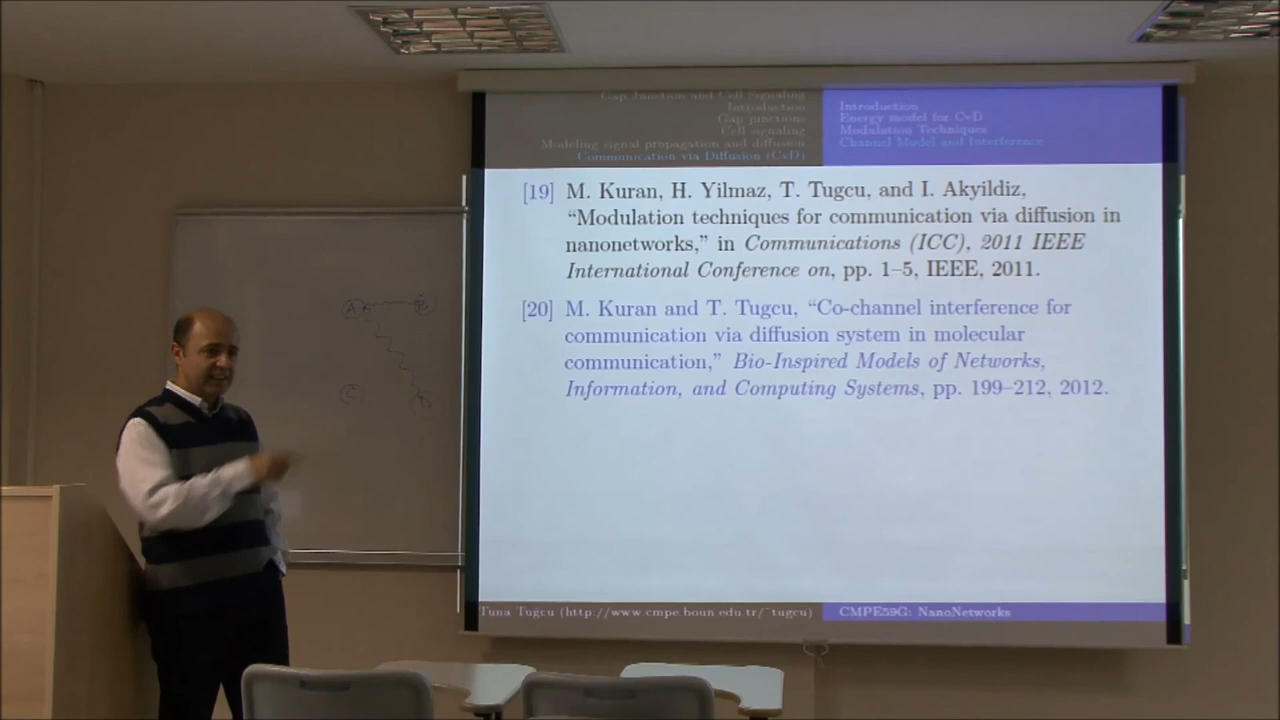 Gap Junction and Cell Signaling
Introduction
Gap junctions
Cell signaling
Modeling signal propagation and diffusion
Communication via Diffusion (CvD)
Introduction
Energy model for CvD
Modulation Techniques
Channel Model and Interference
[19] M. Kuran, H. Yilmaz, T. Tugcu, and I. Akyildiz,
“Modulation techniques for communication via diffusion in
nanonetworks,” in Communications (ICC), 2011 IEEE
International Conference on, pp. 1–5, IEEE, 2011.
[20] M. Kuran and T. Tugcu, “Co-channel interference for
communication via diffusion system in molecular
communication,” Bio-Inspired Models of Networks,
Information, and Computing Systems, pp. 199–212, 2012.
A B
C
Tuna Tuğcu (http://www.cmpe.boun.edu.tr/~tugcu)
CMPE59G: NanoNetworks